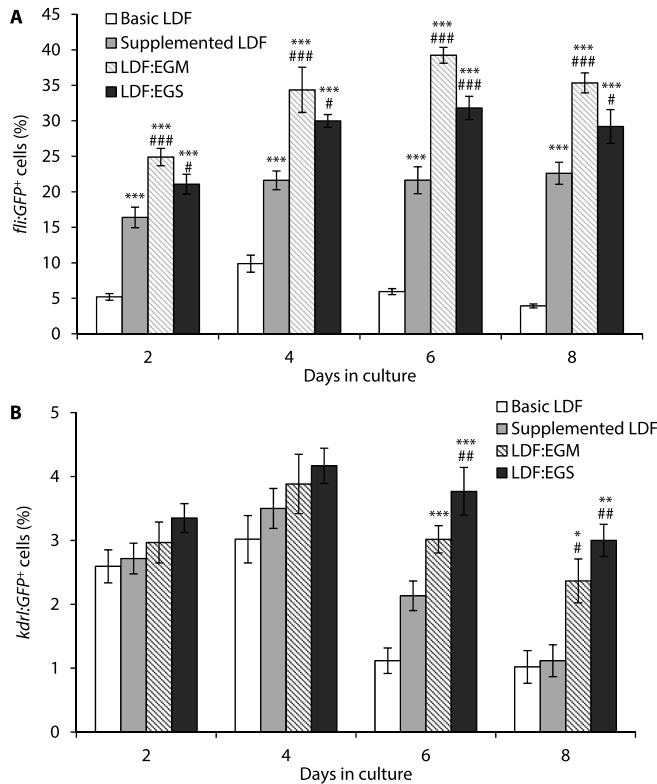 A
Basic LDF
Supplemented LDF
LDF:EGM
LDF:EGS
fli:GFP+ cells (%)
45
40
35
30
25
20
15
10
5
0
***
***
###
***
#
***
***
###
***
#
***
***
###
***
###
***
***
###
***
#
2 4 6 8
Days in culture
B
Basic LDF
Supplemented LDF
LDF:EGM
LDF:EGS
kdrl:GFP+ cells (%)
5
4
3
2
1
0
***
***
##
*
#
**
##
2 4 6 8
Days in culture